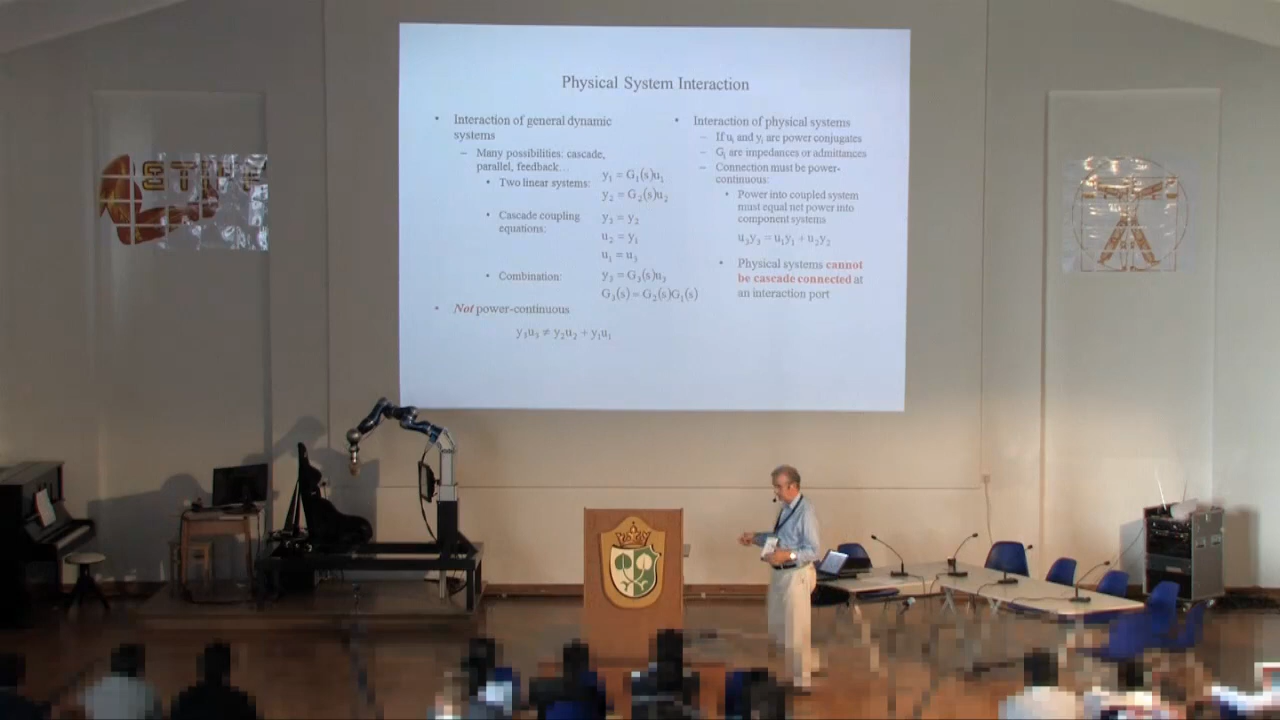 Physical System Interaction
• Interaction of general dynamic
systems
– Many possibilities: cascade,
parallel, feedback…
• Two linear systems:
y₁ = G₁(s)u₁
y₂ = G₂(s)u₂
• Cascade coupling
equations:
y₃ = y₂
u₂ = y₁
u₁ = u₃
• Combination:
y₃ = G₃(s)u₃
G₃(s) = G₂(s)G₁(s)
• Not power-continuous
y₃u₃ ≠ y₂u₂ + y₁u₁
• Interaction of physical systems
– If uᵢ and yᵢ are power conjugates
– Gᵢ are impedances or admittances
– Connection must be power-
continuous:
• Power into coupled system
must equal net power into
component systems
u₃y₃ = u₁y₁ + u₂y₂
• Physical systems cannot
be cascade connected at
an interaction port
STIFF